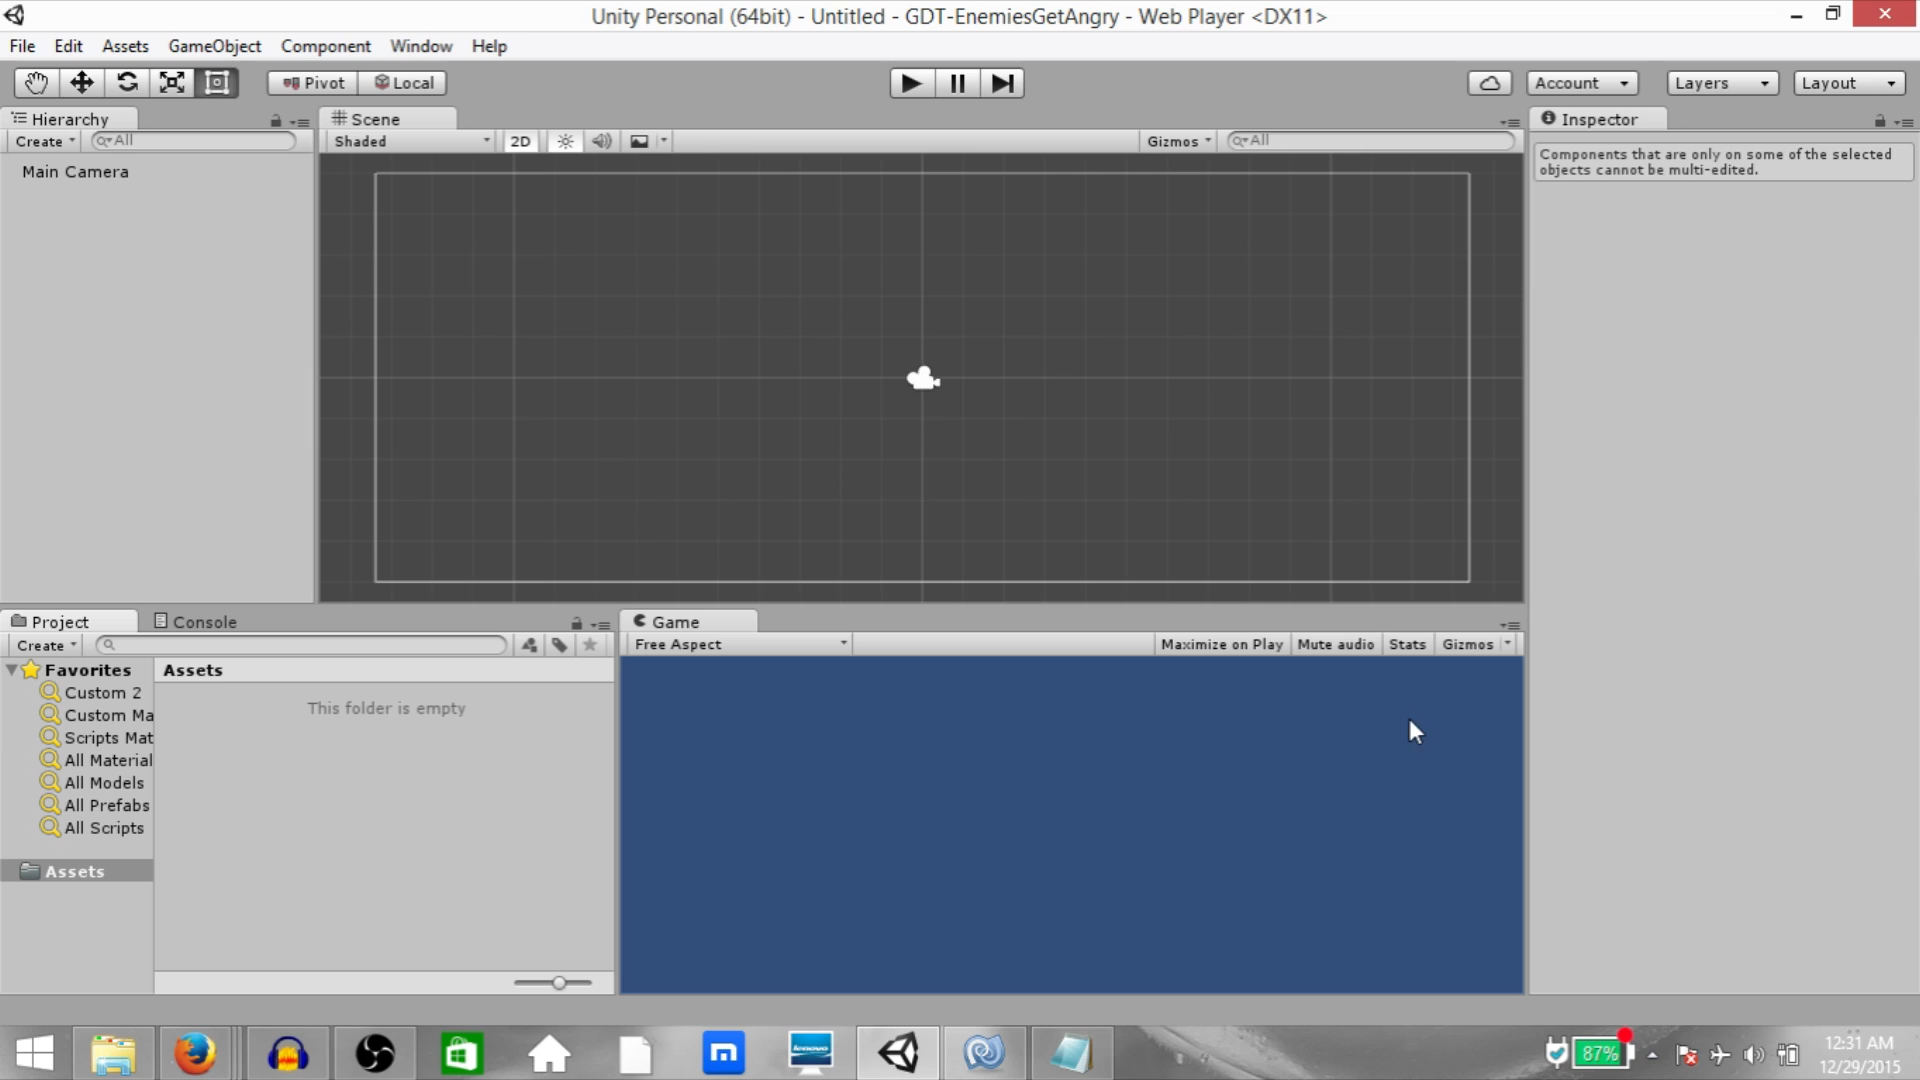 Unity Personal (64bit) - Untitled - GDT-EnemiesGetAngry - Web Player <DX11>
File Edit Assets GameObject Component Window Help
Pivot Local Account Layers Layout
Hierarchy
Create All
Main Camera
Scene
Shaded 2D Gizmos All
Inspector
Components that are only on some of the selected
objects cannot be multi-edited.
Project Console
Create
Favorites
Custom 2
Custom Ma
Scripts Mat
All Material
All Models
All Prefabs
All Scripts
Assets
Assets
This folder is empty
Game
Free Aspect Maximize on Play Mute audio Stats Gizmos
lenovo
m
87%
12:31 AM
12/29/2015